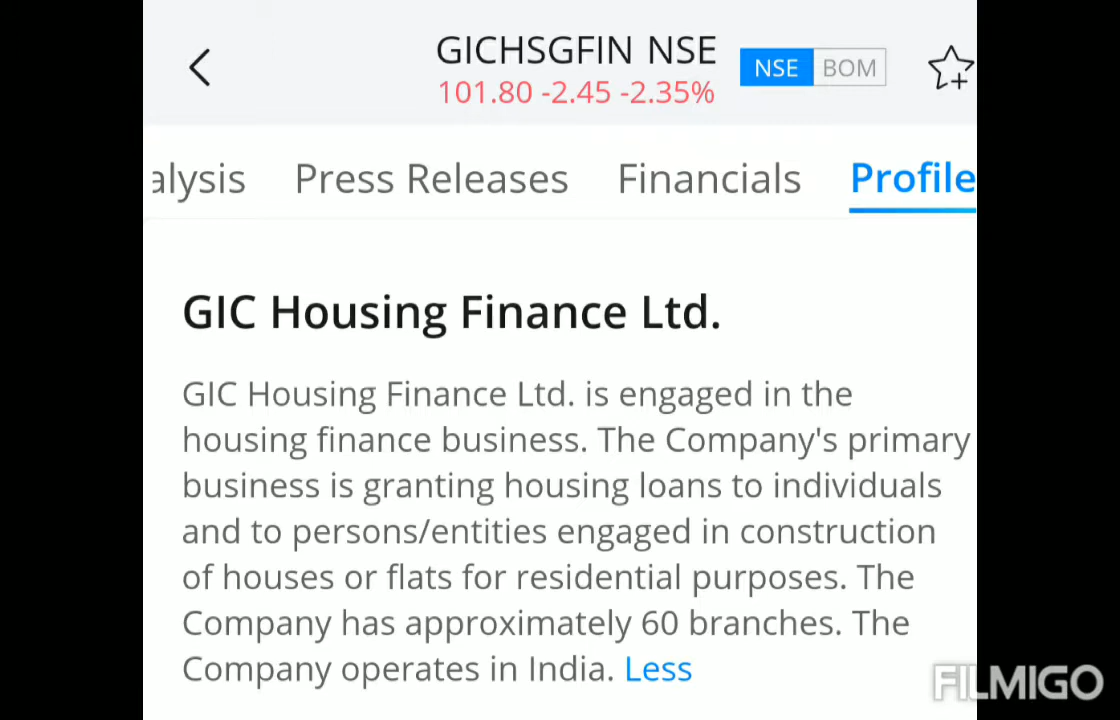 GICHSGFIN NSE
101.80 -2.45 -2.35%
NSE BOM
alysis Press Releases Financials Profile
GIC Housing Finance Ltd.
GIC Housing Finance Ltd. is engaged in the
housing finance business. The Company's primary
business is granting housing loans to individuals
and to persons/entities engaged in construction
of houses or flats for residential purposes. The
Company has approximately 60 branches. The
Company operates in India. Less
FILMIGO